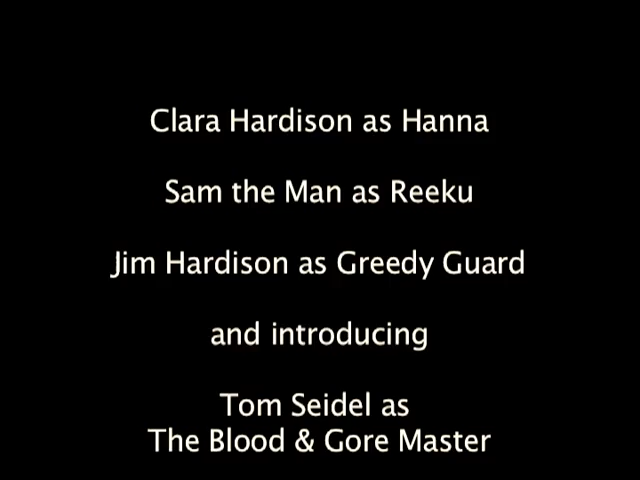 Clara Hardison as Hanna
Sam the Man as Reeku
Jim Hardison as Greedy Guard
and introducing
Tom Seidel as
The Blood & Gore Master